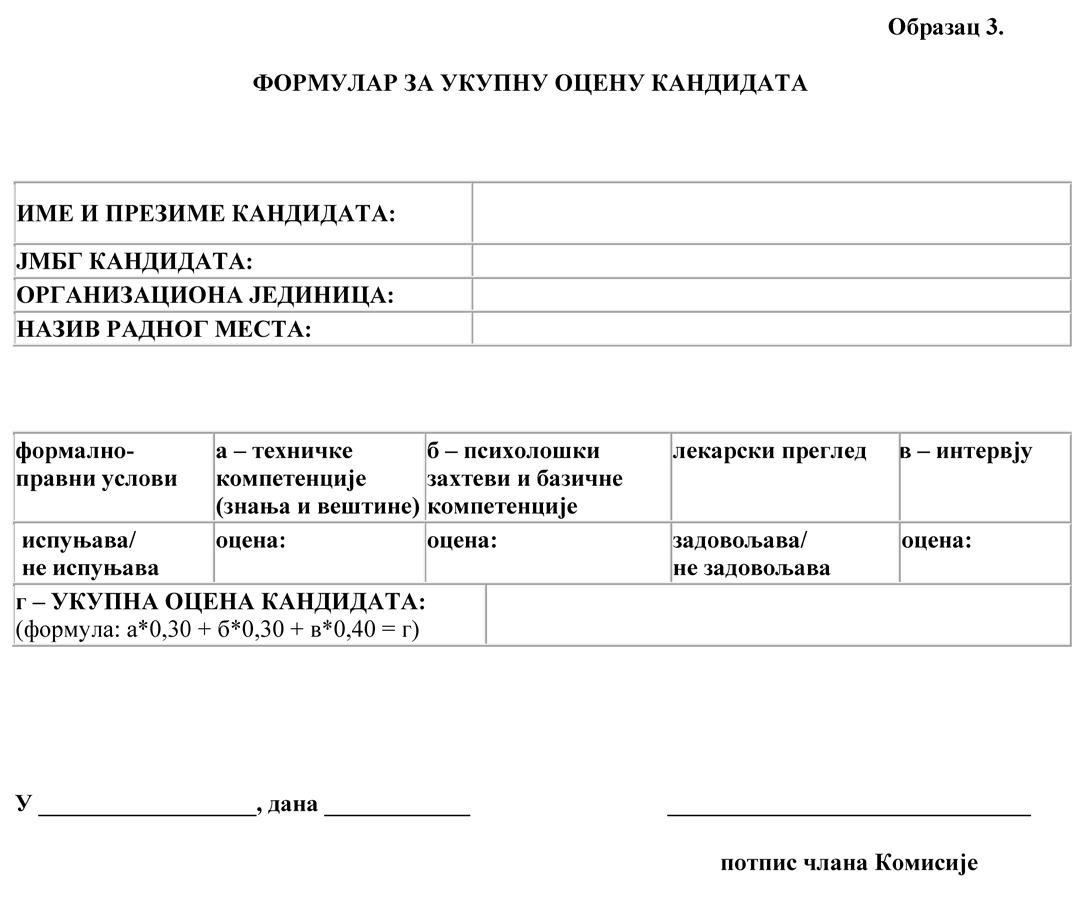 Образац 3.
ФОРМУЛАР ЗА УКУПНУ ОЦЕНУ КАНДИДАТА
ИМЕ И ПРЕЗИМЕ КАНДИДАТА:
ЈМБГ КАНДИДАТА:
ОРГАНИЗАЦИОНА ЈЕДИНИЦА:
НАЗИВ РАДНОГ МЕСТА:
формално-
правни услови
а – техничке
компетенције
(знања и вештине)
б – психолошки
захтеви и базичне
компетенције
лекарски преглед
в – интервју
испуњава/
не испуњава
оцена:
оцена:
задовољава/
не задовољава
оцена:
г – УКУПНА ОЦЕНА КАНДИДАТА:
(формула: а*0,30 + б*0,30 + в*0,40 = г)
У __________________, дана ____________ ______________________________
потпис члана Комисије